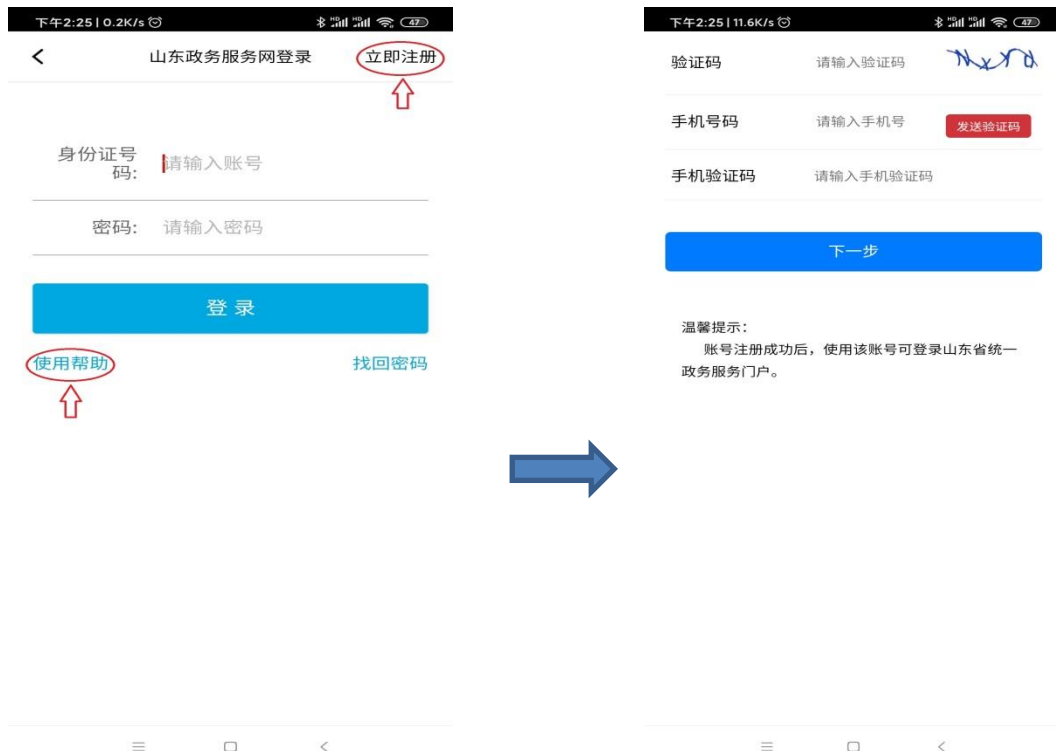 下午2:25 | 0.2K/s
47
山东政务服务网登录
立即注册
身份证号
码:
请输入账号
密码:
请输入密码
登 录
使用帮助
找回密码
下午2:25 | 11.6K/s
47
验证码
请输入验证码
手机号码
请输入手机号
发送验证码
手机验证码
请输入手机验证码
下一步
温馨提示:
账号注册成功后，使用该账号可登录山东省统一
政务服务门户。